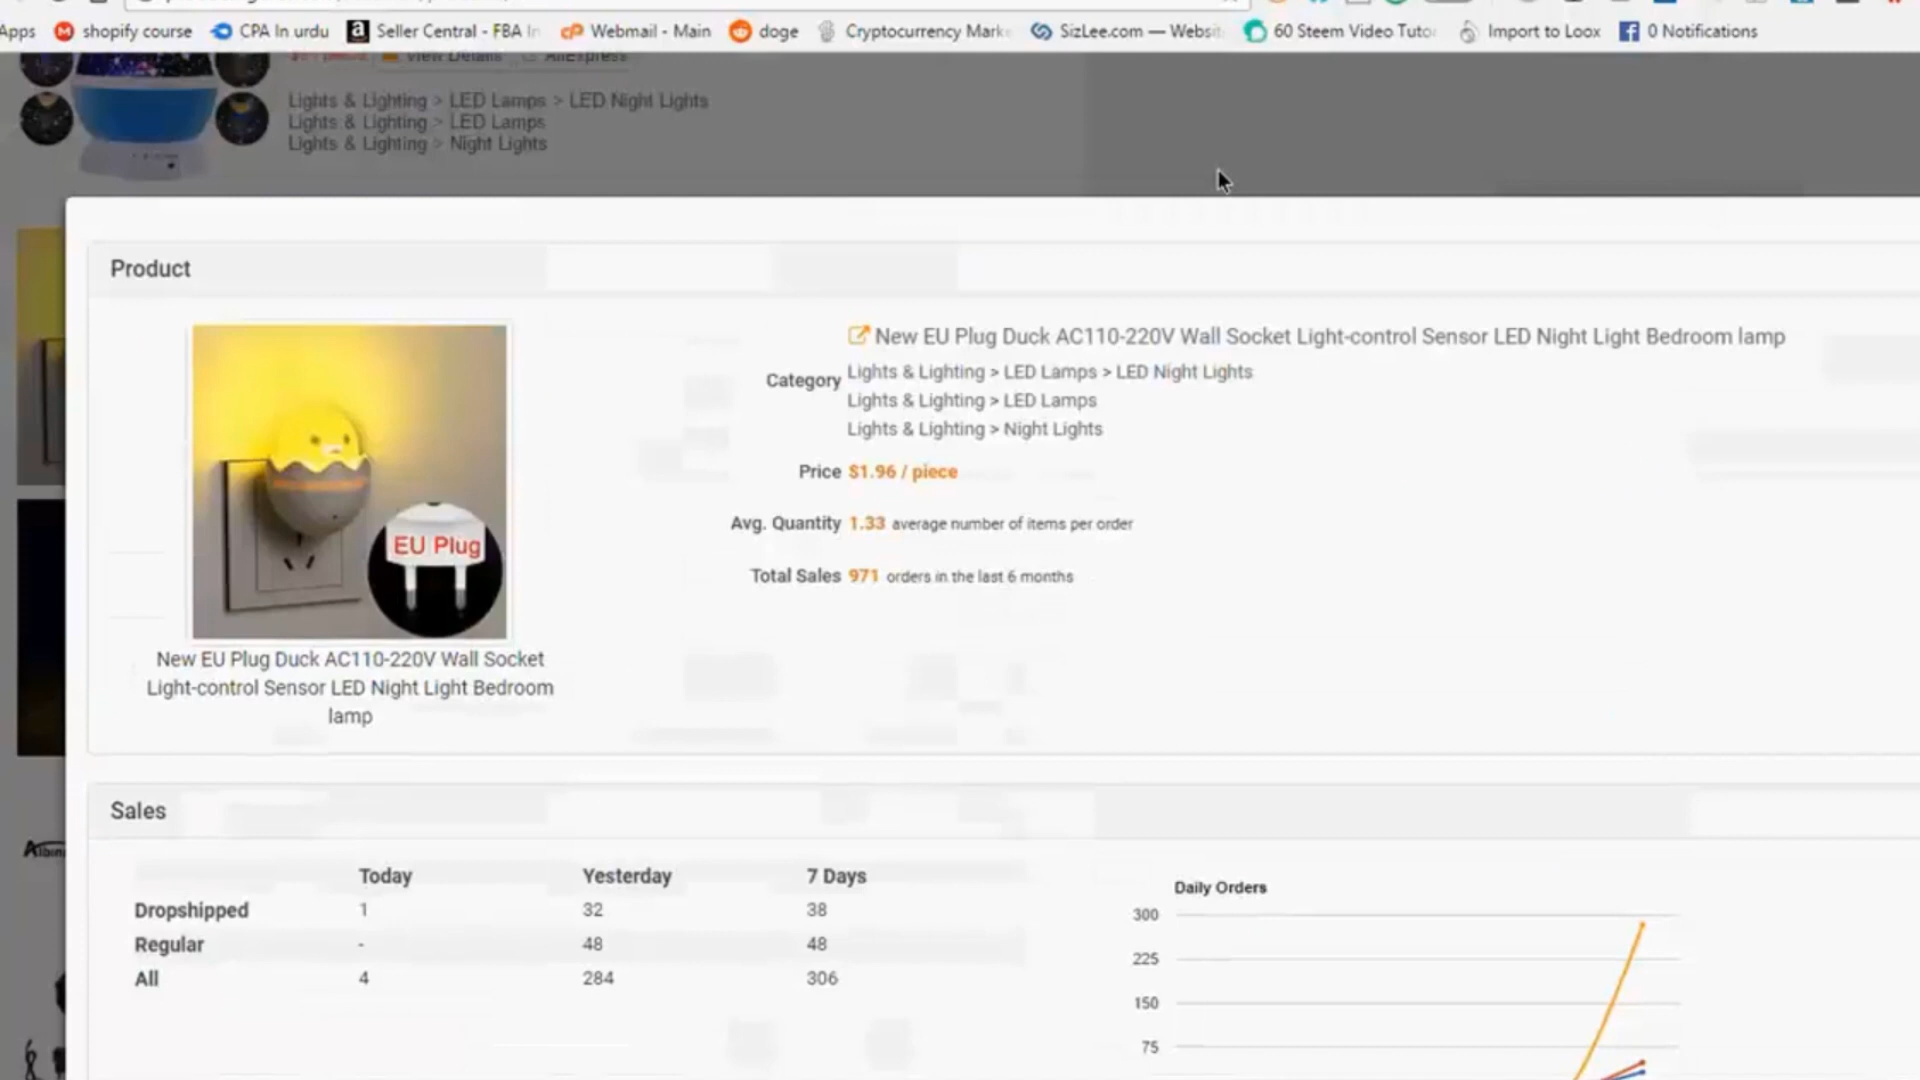 Apps shopify course CPA In urdu Seller Central - FBA In Webmail - Main doge Cryptocurrency Mark SizLee.com — Websit 60 Steem Video Tuto Import to Loox 0 Notifications
View Details AliExpress
Lights & Lighting > LED Lamps > LED Night Lights
Lights & Lighting > LED Lamps
Lights & Lighting > Night Lights
Product
New EU Plug Duck AC110-220V Wall Socket Light-control Sensor LED Night Light Bedroom lamp
Category Lights & Lighting > LED Lamps > LED Night Lights
Lights & Lighting > LED Lamps
Lights & Lighting > Night Lights
Price $1.96 / piece
Avg. Quantity 1.33 average number of items per order
Total Sales 971 orders in the last 6 months
EU Plug
New EU Plug Duck AC110-220V Wall Socket
Light-control Sensor LED Night Light Bedroom
lamp
Sales
Today Yesterday 7 Days
Dropshipped 1 32 38
Regular - 48 48
All 4 284 306
Daily Orders
300
225
150
75